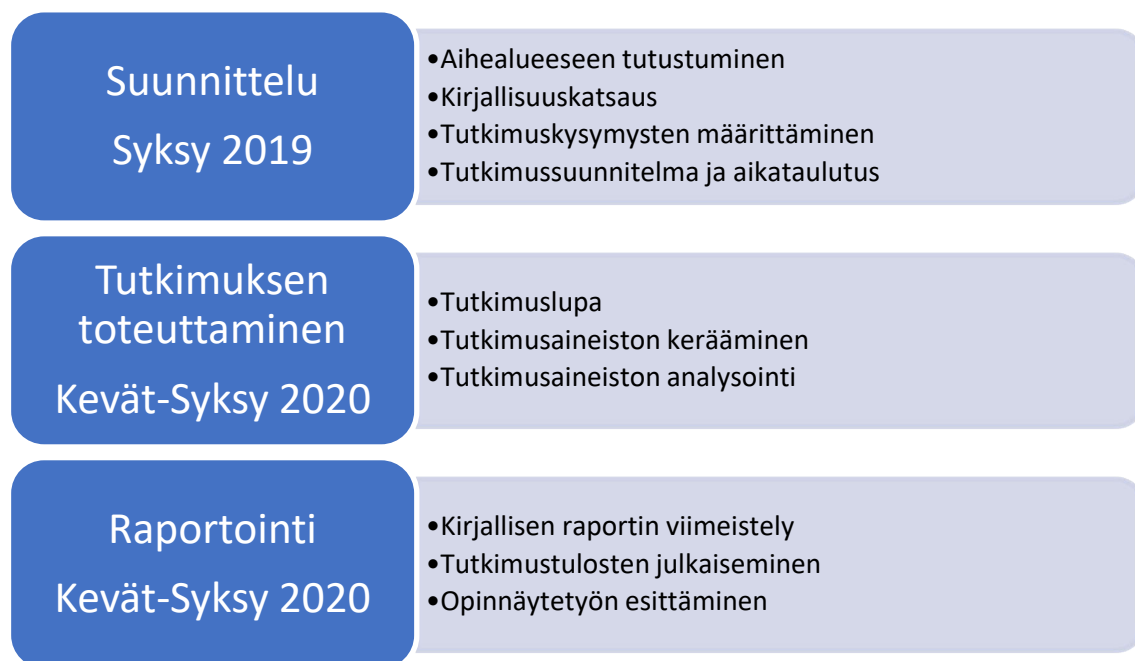 Suunnittelu
Syksy 2019
•Aihealueeseen tutustuminen
•Kirjallisuuskatsaus
•Tutkimuskysymysten määrittäminen
•Tutkimussuunnitelma ja aikataulutus
Tutkimuksen
toteuttaminen
Kevät-Syksy 2020
•Tutkimuslupa
•Tutkimusaineiston kerääminen
•Tutkimusaineiston analysointi
Raportointi
Kevät-Syksy 2020
•Kirjallisen raportin viimeistely
•Tutkimustulosten julkaiseminen
•Opinnäytetyön esittäminen